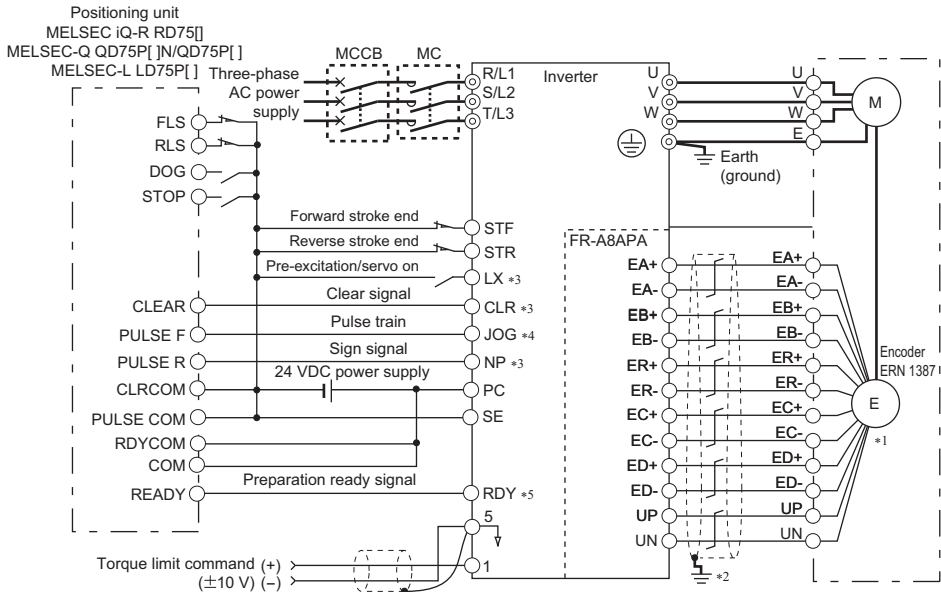 Positioning unit
MELSEC iQ-R RD75[]
MELSEC-Q QD75P[ ]N/QD75P[ ]
MELSEC-L LD75P[ ]
Three-phase
AC power
supply
MCCB
MC
R/L1
S/L2
T/L3
Inverter
U
V
W
U
V
W
E
M
Earth
(ground)
FLS
RLS
DOG
STOP
Forward stroke end
STF
Reverse stroke end
STR
Pre-excitation/servo on
LX *3
CLEAR
Clear signal
CLR *3
PULSE F
Pulse train
JOG *4
PULSE R
Sign signal
NP *3
CLRCOM
24 VDC power supply
PC
PULSE COM
SE
RDYCOM
COM
READY
Preparation ready signal
RDY *5
5
Torque limit command (+)
(±10 V) (−)
1
FR-A8APA
EA+
EA+
EA-
EA-
EB+
EB+
EB-
EB-
ER+
ER+
ER-
ER-
EC+
EC+
EC-
EC-
ED+
ED+
ED-
ED-
UP
UP
UN
UN
*2
Encoder
ERN 1387
E
*1